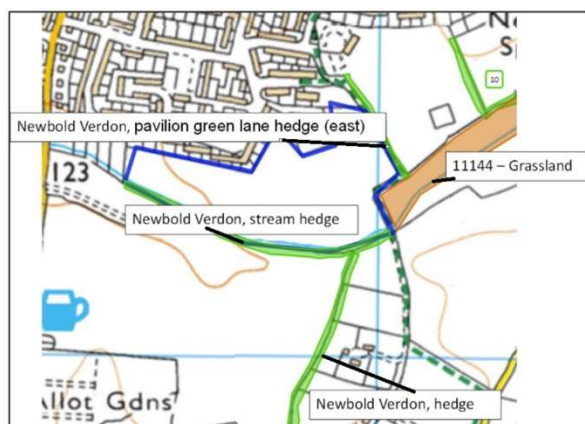 10
Newbold Verdon, pavilion green lane hedge (east)
11144 – Grassland
123
Newbold Verdon, stream hedge
Allot Gdns
Newbold Verdon, hedge